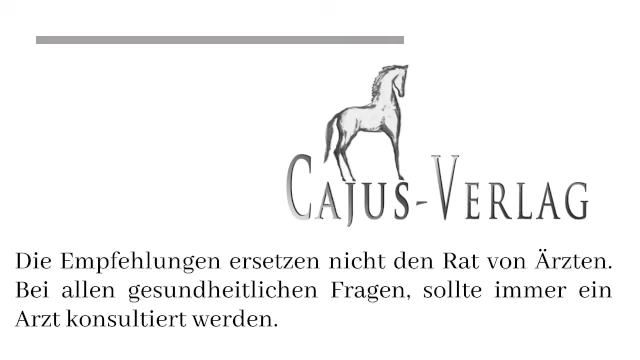 CAJUS-VERLAG
Die Empfehlungen ersetzen nicht den Rat von Ärzten.
Bei allen gesundheitlichen Fragen, sollte immer ein
Arzt konsultiert werden.